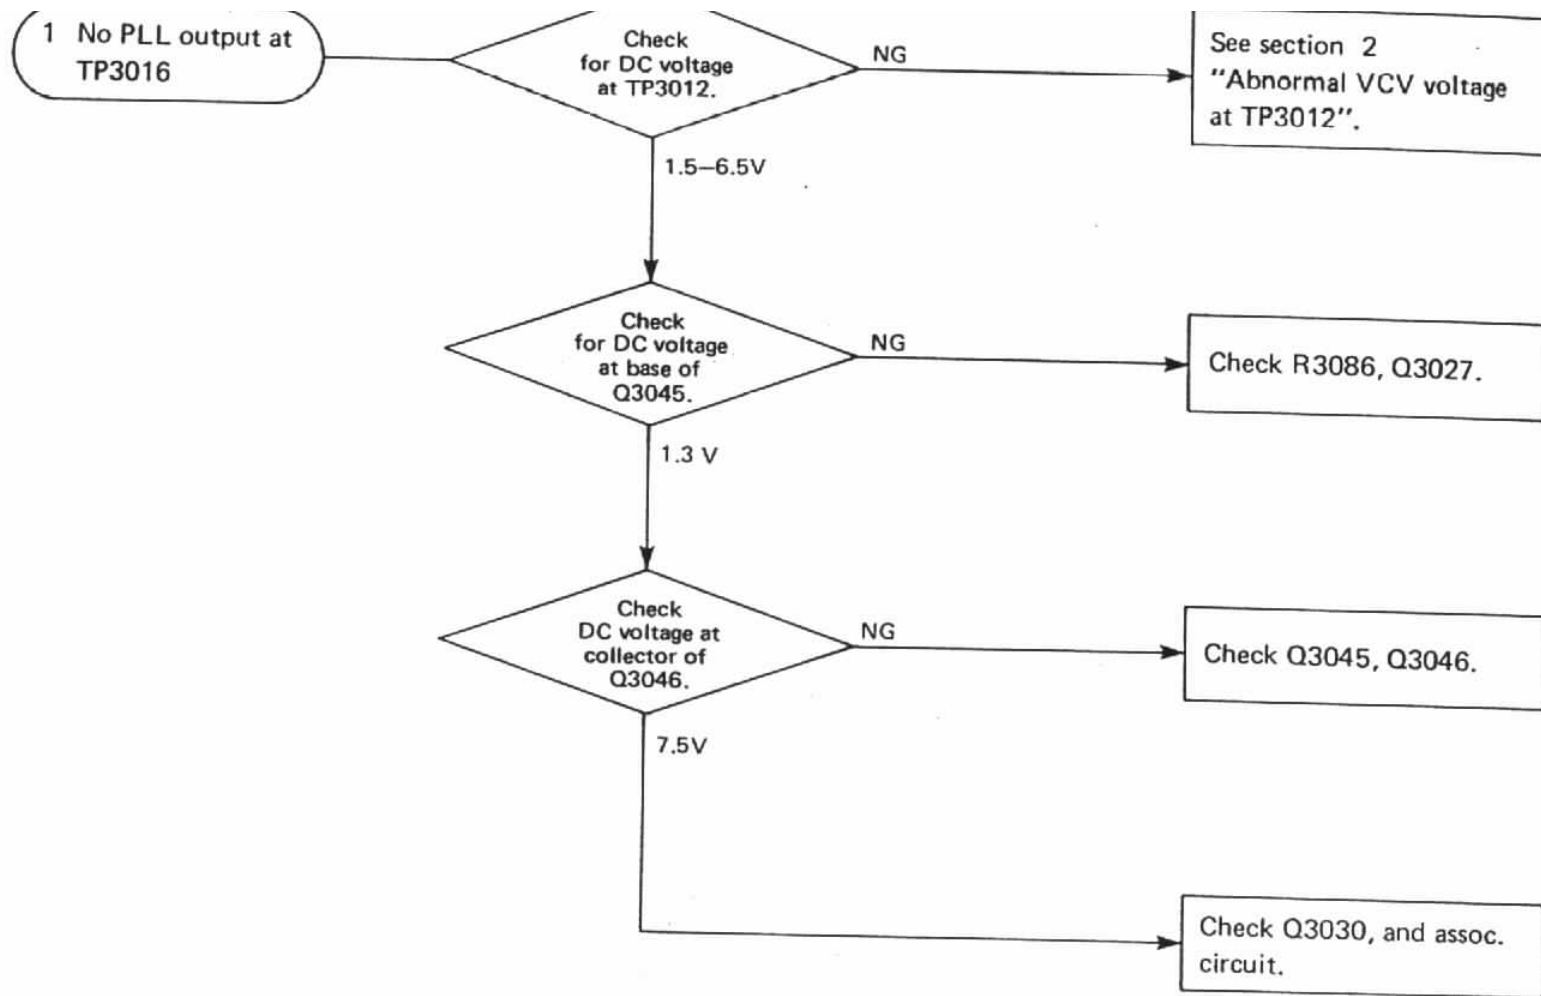 1 No PLL output at
TP3016
Check
for DC voltage
at TP3012.
NG
See section 2
"Abnormal VCV voltage
at TP3012".
1.5–6.5V
Check
for DC voltage
at base of
Q3045.
NG
Check R3086, Q3027.
1.3 V
Check
DC voltage at
collector of
Q3046.
NG
Check Q3045, Q3046.
7.5V
Check Q3030, and assoc.
circuit.